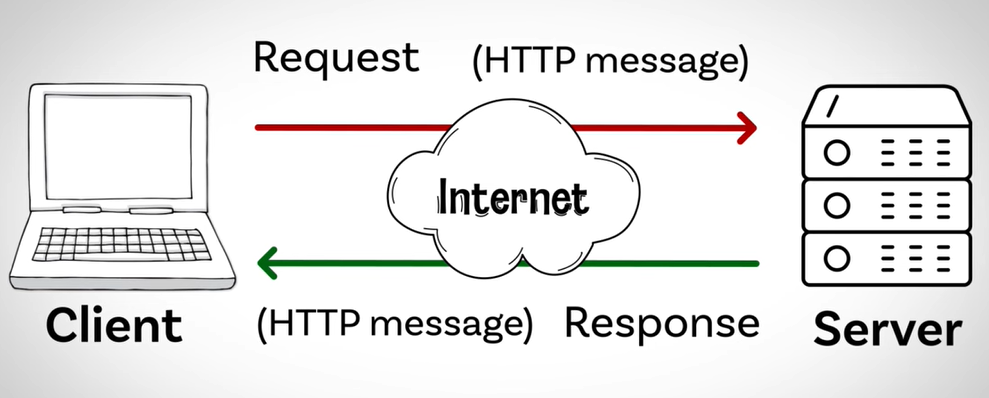 Request (HTTP message)
Internet
(HTTP message) Response
Client
Server